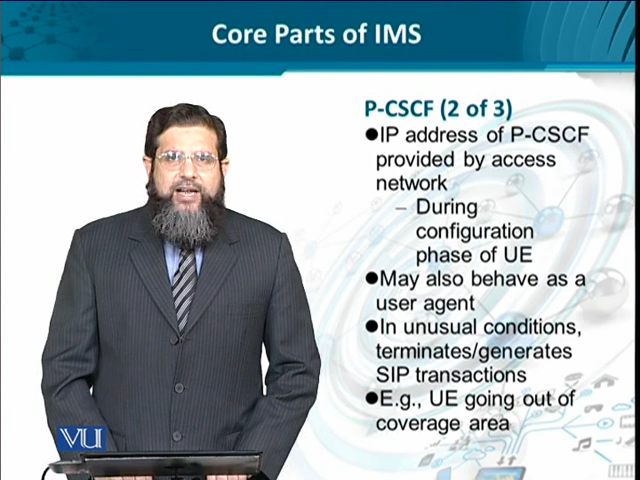 Core Parts of IMS
P-CSCF (2 of 3)
●IP address of P-CSCF
provided by access
network
– During
configuration
phase of UE
●May also behave as a
user agent
●In unusual conditions,
terminates/generates
SIP transactions
●E.g., UE going out of
coverage area
VU